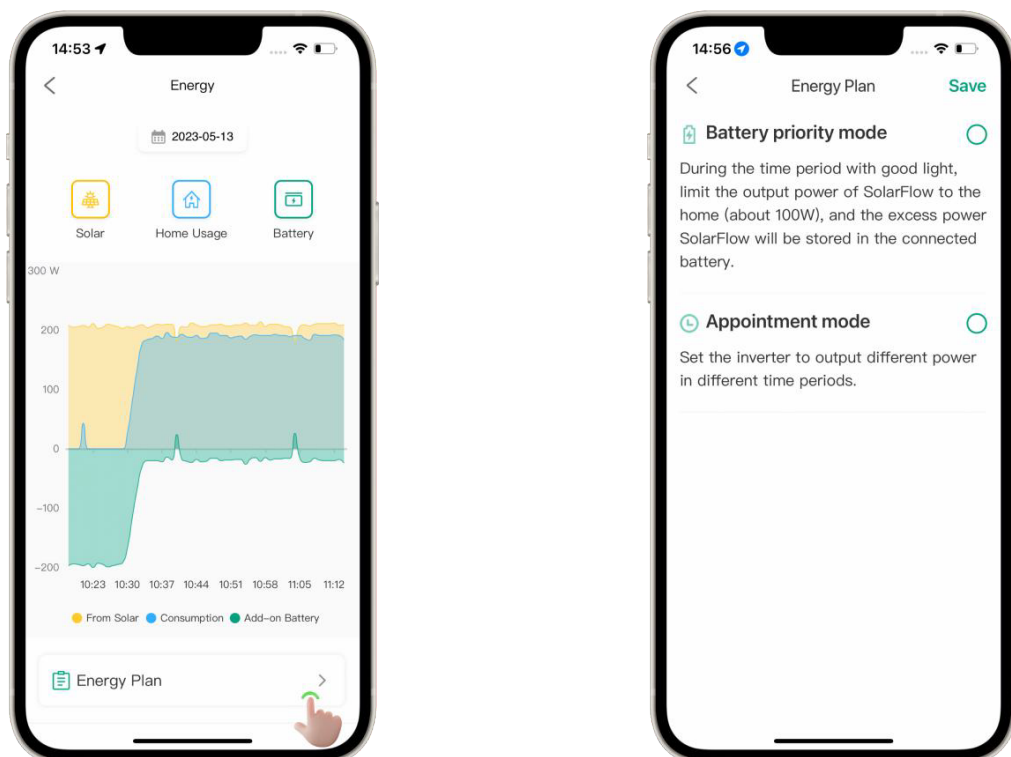 14:53
Energy
2023-05-13
Solar
Home Usage
Battery
300 W
200
100
0
-100
-200
10:23 10:30 10:37 10:44 10:51 10:58 11:05 11:12
From Solar Consumption Add-on Battery
Energy Plan
14:56
Energy Plan Save
Battery priority mode
During the time period with good light,
limit the output power of SolarFlow to the
home (about 100W), and the excess power
SolarFlow will be stored in the connected
battery.
Appointment mode
Set the inverter to output different power
in different time periods.